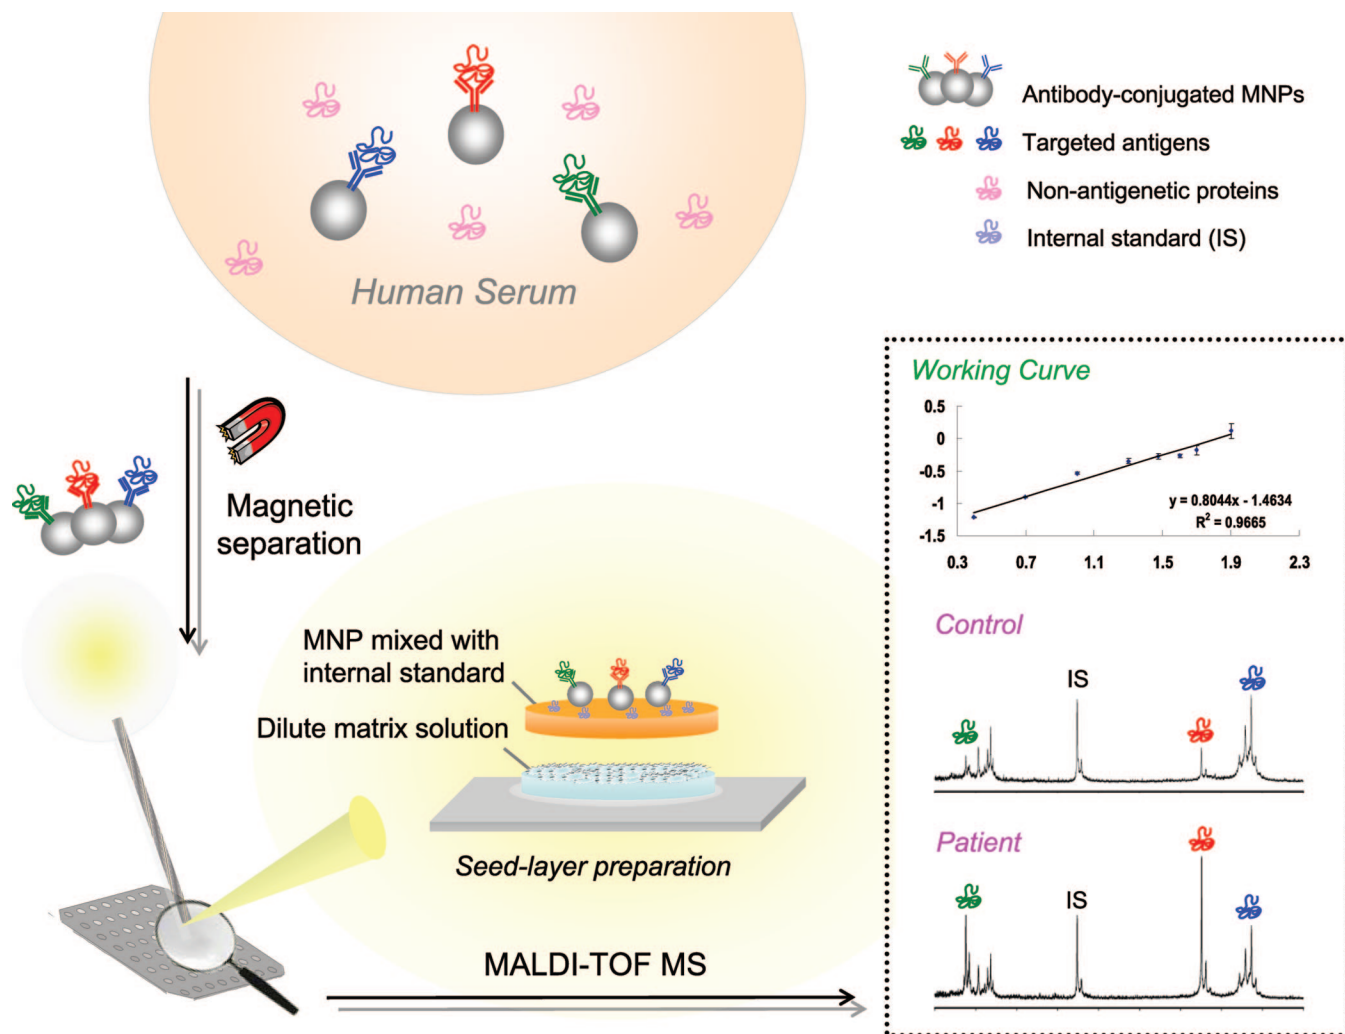 Antibody-conjugated MNPs
Targeted antigens
Non-antigenetic proteins
Internal standard (IS)
Human Serum
Magnetic
separation
MNP mixed with
internal standard
Dilute matrix solution
Seed-layer preparation
MALDI-TOF MS
Working Curve
0.5
0
-0.5
-1
-1.5
y = 0.8044x - 1.4634
R² = 0.9665
0.3 0.7 1.1 1.5 1.9 2.3
Control
IS
Patient
IS